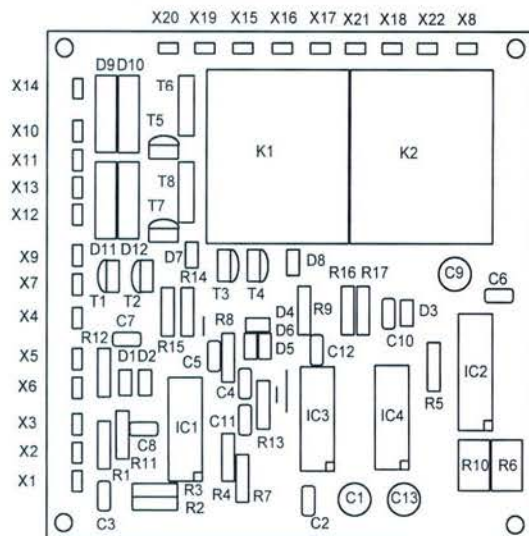 X20 X19 X15 X16 X17 X21 X18 X22 X8
D9 D10
X14 T6
X10 T5
K1 K2
X11
X13 T8
X12 T7
X9 D11 D12 D7 D8
R14
X7 T1 T2 T3 T4 R16 R17 C9 C6
X4 C7 R8 D4 R9 D3
R12 R15 D6 C10
X5 D1 D2 C5 D5 C12
X6 C4 R5 IC2
X3 IC1 C11 IC3 IC4
X2 C8 R13
R11
X1 R1 R3 R4 R10 R6
R2 R7 C1 C13
C3 C2